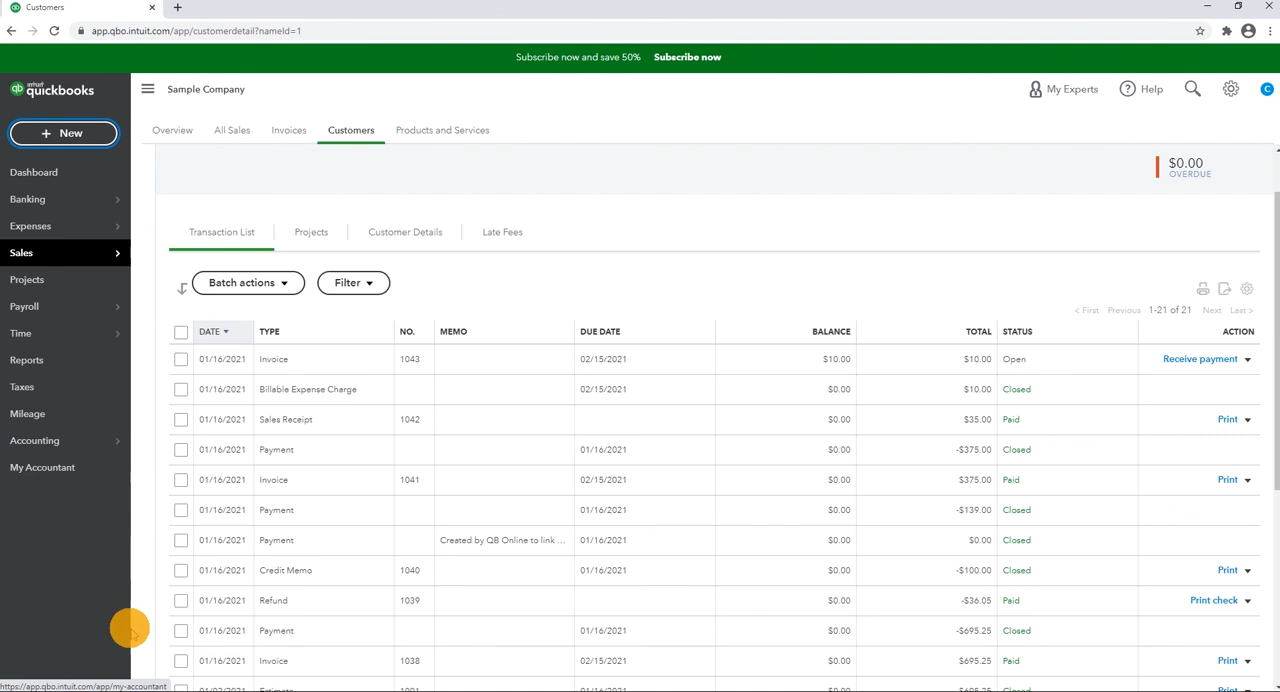 Customers
app.qbo.intuit.com/app/customerdetail?nameId=1
Subscribe now and save 50% Subscribe now
intuit quickbooks
Sample Company
My Experts Help C
+ New
Overview All Sales Invoices Customers Products and Services
$0.00
OVERDUE
Dashboard
Banking
Expenses
Sales
Projects
Payroll
Time
Reports
Taxes
Mileage
Accounting
My Accountant
Transaction List Projects Customer Details Late Fees
Batch actions Filter
< First Previous 1-21 of 21 Next Last >
DATE TYPE NO. MEMO DUE DATE BALANCE TOTAL STATUS ACTION
01/16/2021 Invoice 1043 02/15/2021 $10.00 $10.00 Open Receive payment
01/16/2021 Billable Expense Charge 02/15/2021 $0.00 $10.00 Closed
01/16/2021 Sales Receipt 1042 $0.00 $35.00 Paid Print
01/16/2021 Payment 01/16/2021 $0.00 -$375.00 Closed
01/16/2021 Invoice 1041 02/15/2021 $0.00 $375.00 Paid Print
01/16/2021 Payment 01/16/2021 $0.00 -$139.00 Closed
01/16/2021 Payment Created by QB Online to link ... 01/16/2021 $0.00 $0.00 Closed
01/16/2021 Credit Memo 1040 01/16/2021 $0.00 -$100.00 Closed Print
01/16/2021 Refund 1039 $0.00 -$36.05 Paid Print check
01/16/2021 Payment 01/16/2021 $0.00 -$695.25 Closed
01/16/2021 Invoice 1038 02/15/2021 $0.00 $695.25 Paid Print
https://app.qbo.intuit.com/app/my-accountant